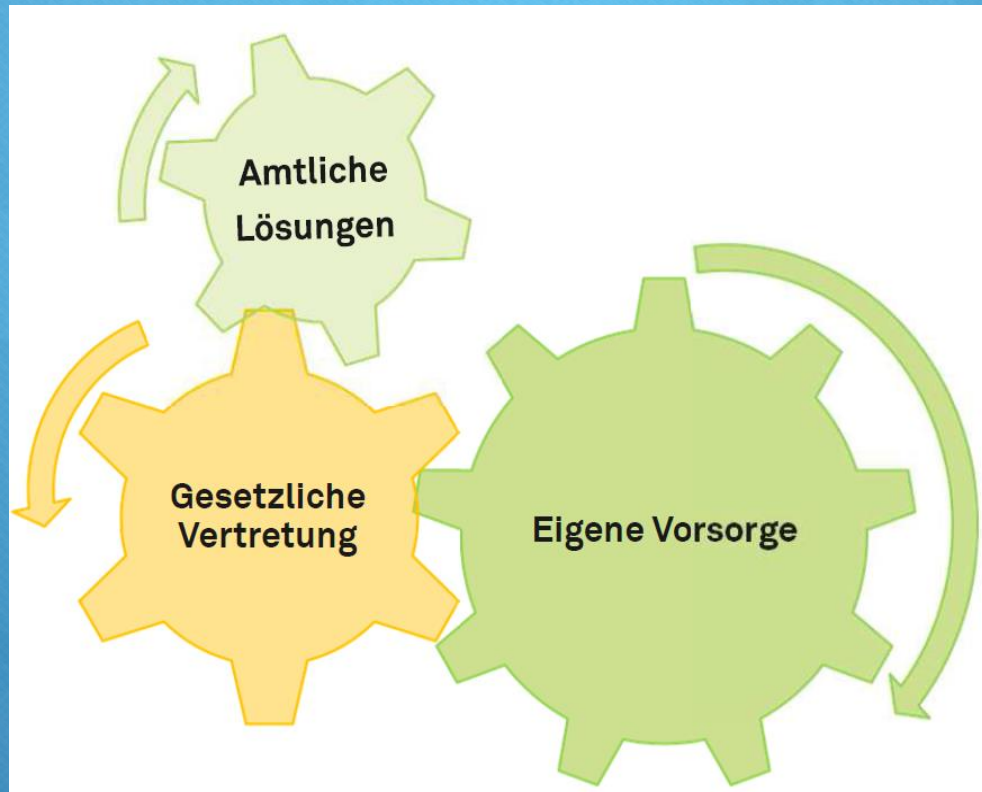 Amtliche
Lösungen
Gesetzliche
Vertretung
Eigene Vorsorge